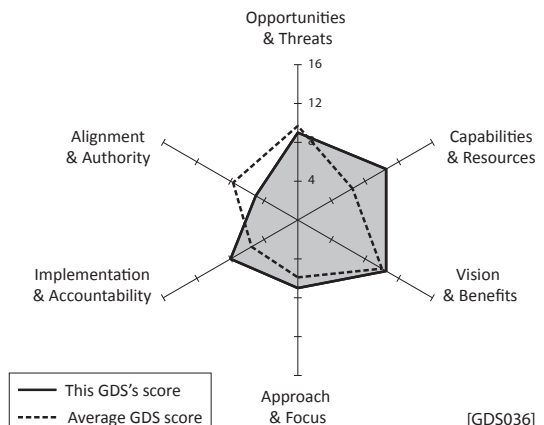 Opportunities
& Threats
16
12
8
4
Alignment
& Authority
Capabilities
& Resources
Implementation
& Accountability
Vision
& Benefits
Approach
& Focus
This GDS's score
Average GDS score
[GDS036]